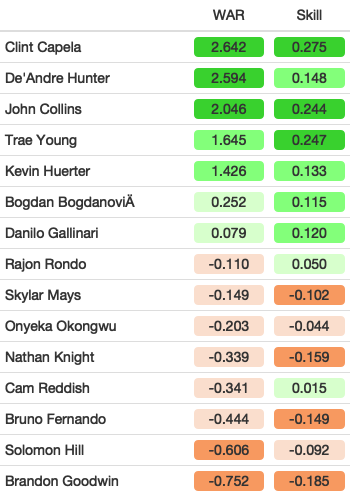 WAR Skill
Clint Capela 2.642 0.275
De'Andre Hunter 2.594 0.148
John Collins 2.046 0.244
Trae Young 1.645 0.247
Kevin Huerter 1.426 0.133
Bogdan BogdanoviÄ 0.252 0.115
Danilo Gallinari 0.079 0.120
Rajon Rondo -0.110 0.050
Skylar Mays -0.149 -0.102
Onyeka Okongwu -0.203 -0.044
Nathan Knight -0.339 -0.159
Cam Reddish -0.341 0.015
Bruno Fernando -0.444 -0.149
Solomon Hill -0.606 -0.092
Brandon Goodwin -0.752 -0.185